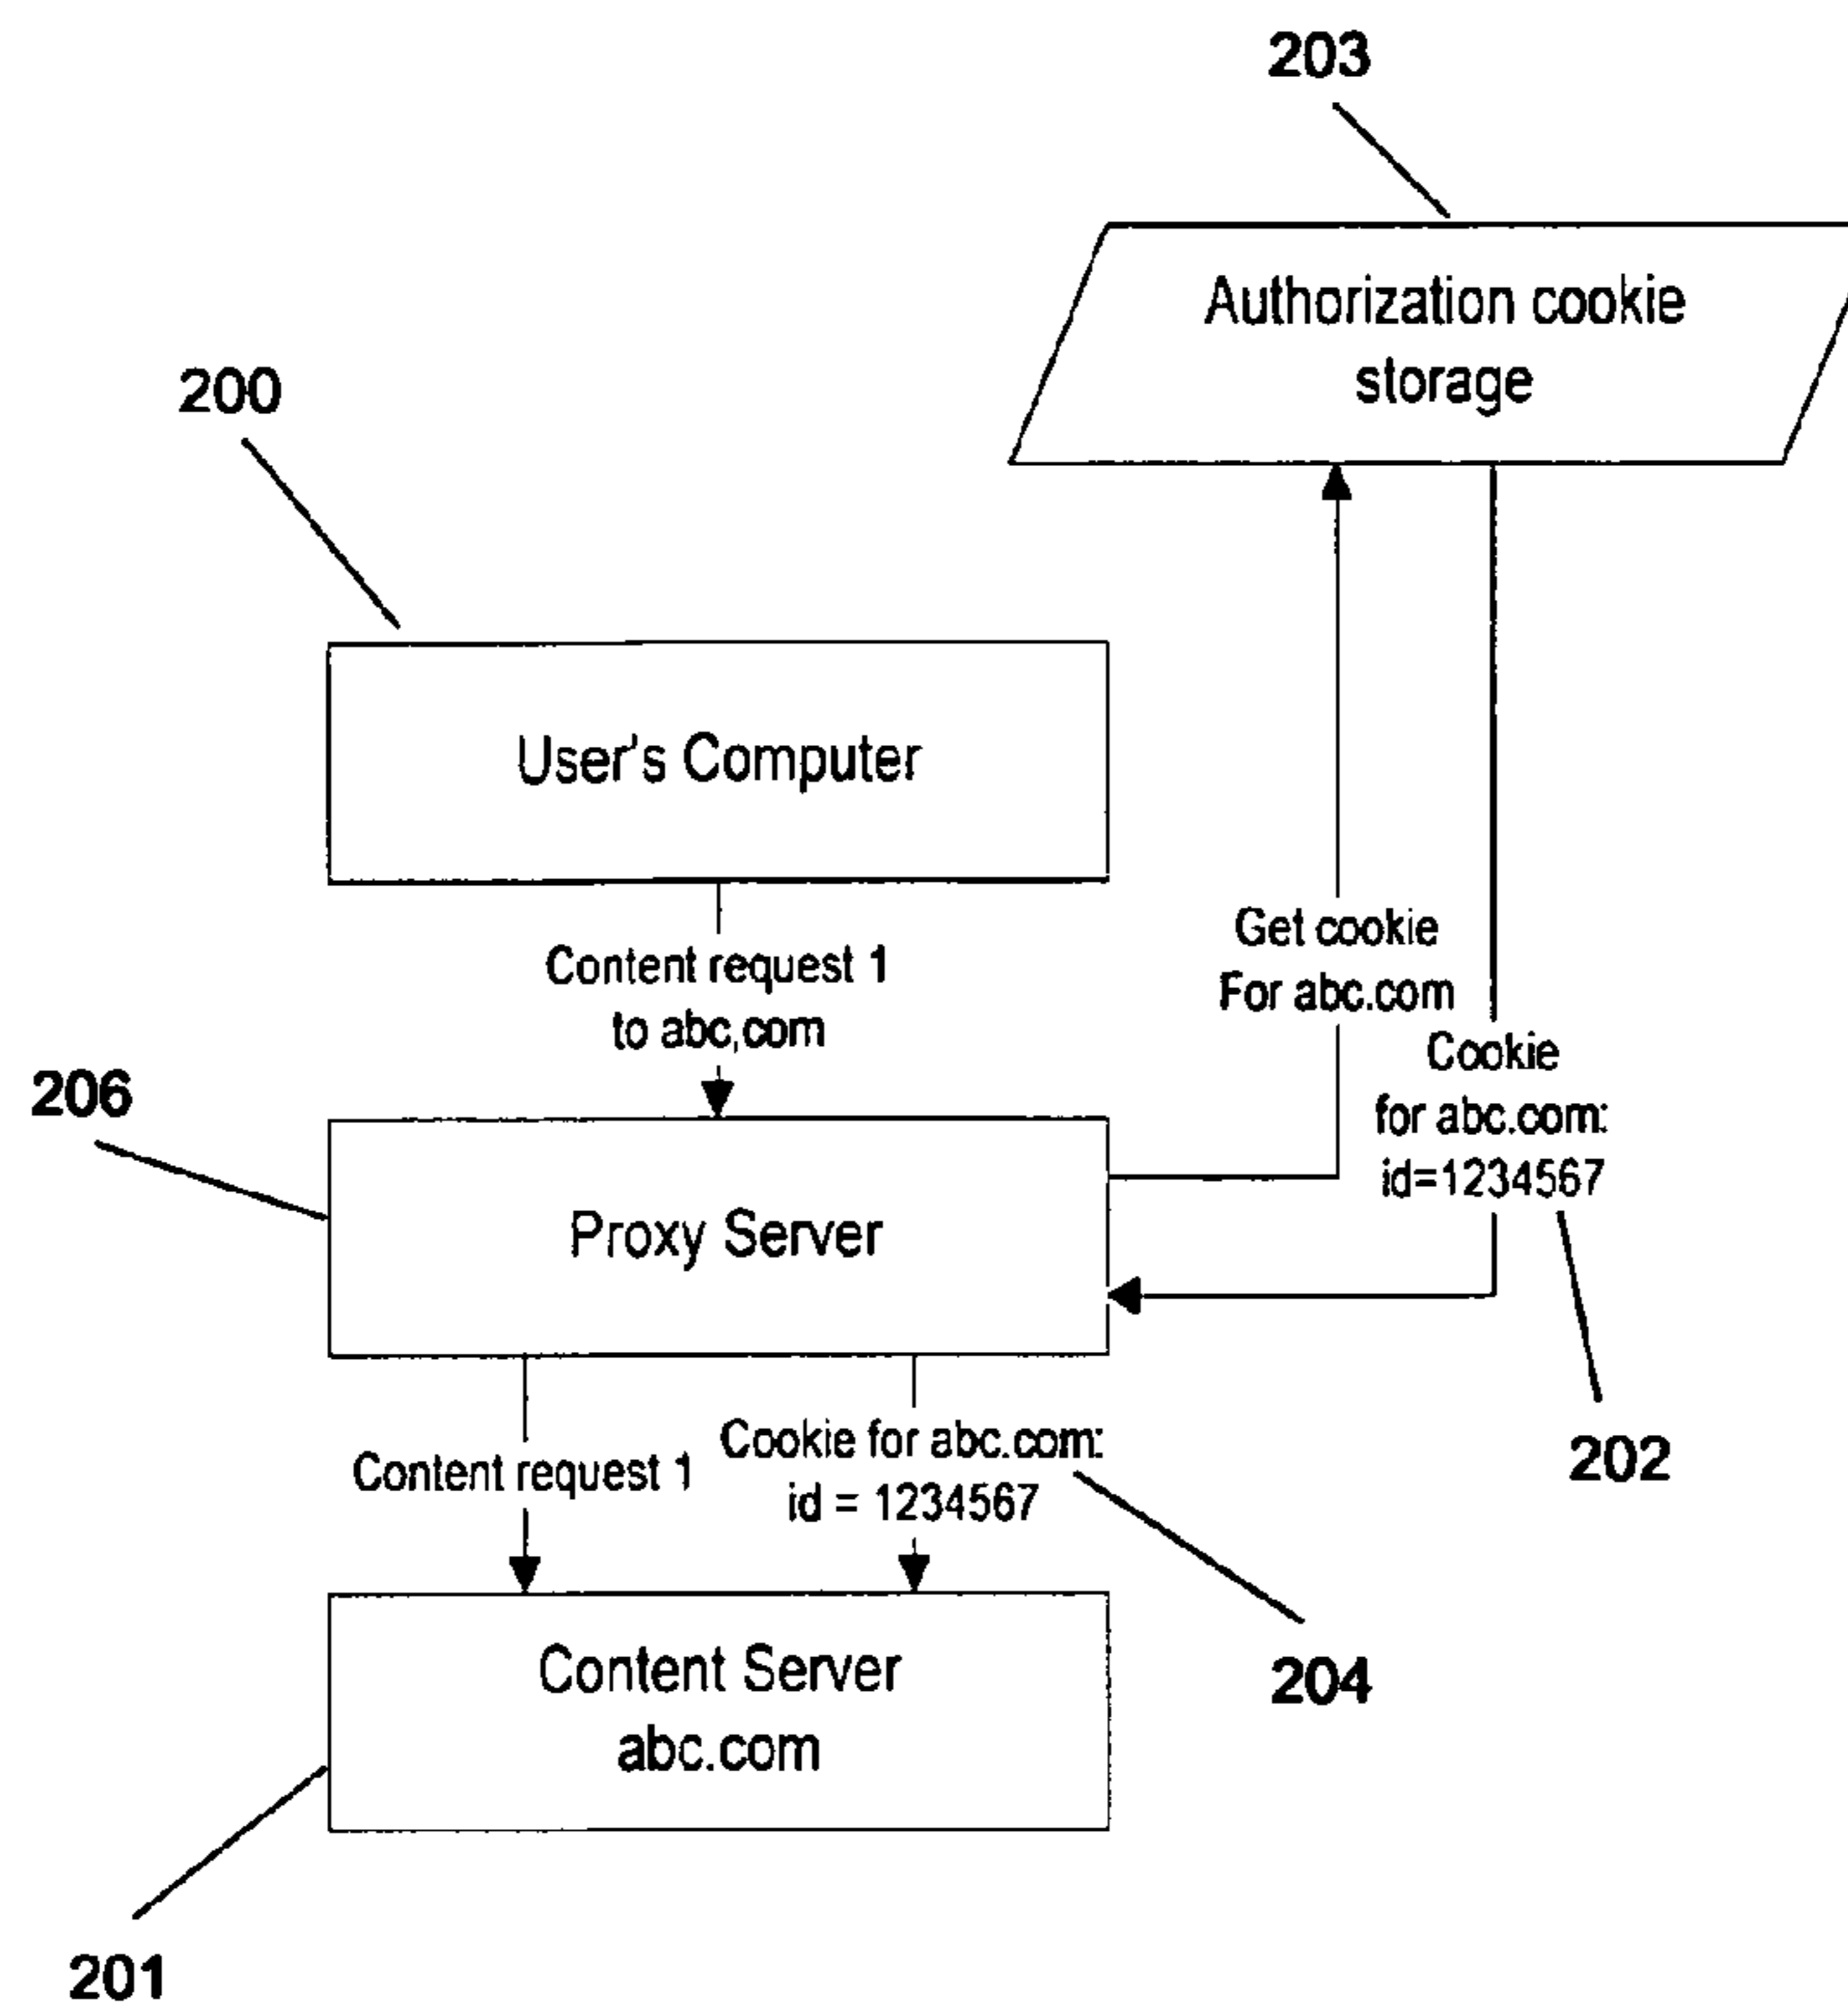 203
Authorization cookie
storage
200
User's Computer
Content request 1
to abc,com
Get cookie
For abc.com
Cookie
for abc.com:
id=1234567
206
Proxy Server
Content request 1
Cookie for abc.com:
id = 1234567
202
204
Content Server
abc.com
201